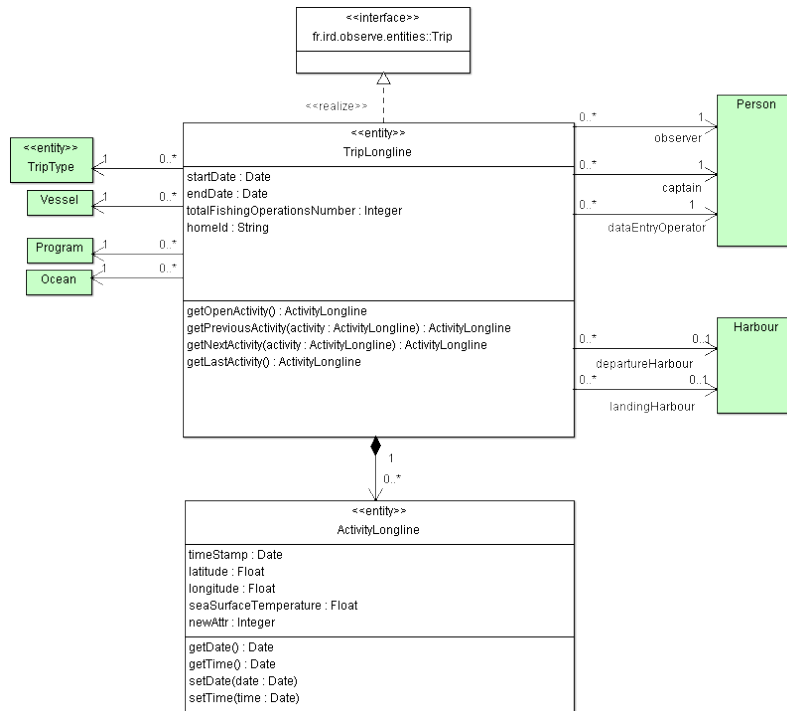 <<interface>>
fr.ird.observe.entities::Trip
<<realize>>
<<entity>>
TripLongline
startDate : Date
endDate : Date
totalFishingOperationsNumber : Integer
homeId : String
getOpenActivity() : ActivityLongline
getPreviousActivity(activity : ActivityLongline) : ActivityLongline
getNextActivity(activity : ActivityLongline) : ActivityLongline
getLastActivity() : ActivityLongline
<<entity>>
TripType
1 0..*
Vessel
1 0..*
Program
1 0..*
Ocean
1 0..*
Person
0..* 1
observer
0..* 1
captain
0..* 1
dataEntryOperator
Harbour
0..* 0..1
departureHarbour
0..* 0..1
landingHarbour
1
0..*
<<entity>>
ActivityLongline
timeStamp : Date
latitude : Float
longitude : Float
seaSurfaceTemperature : Float
newAttr : Integer
getDate() : Date
getTime() : Date
setDate(date : Date)
setTime(time : Date)